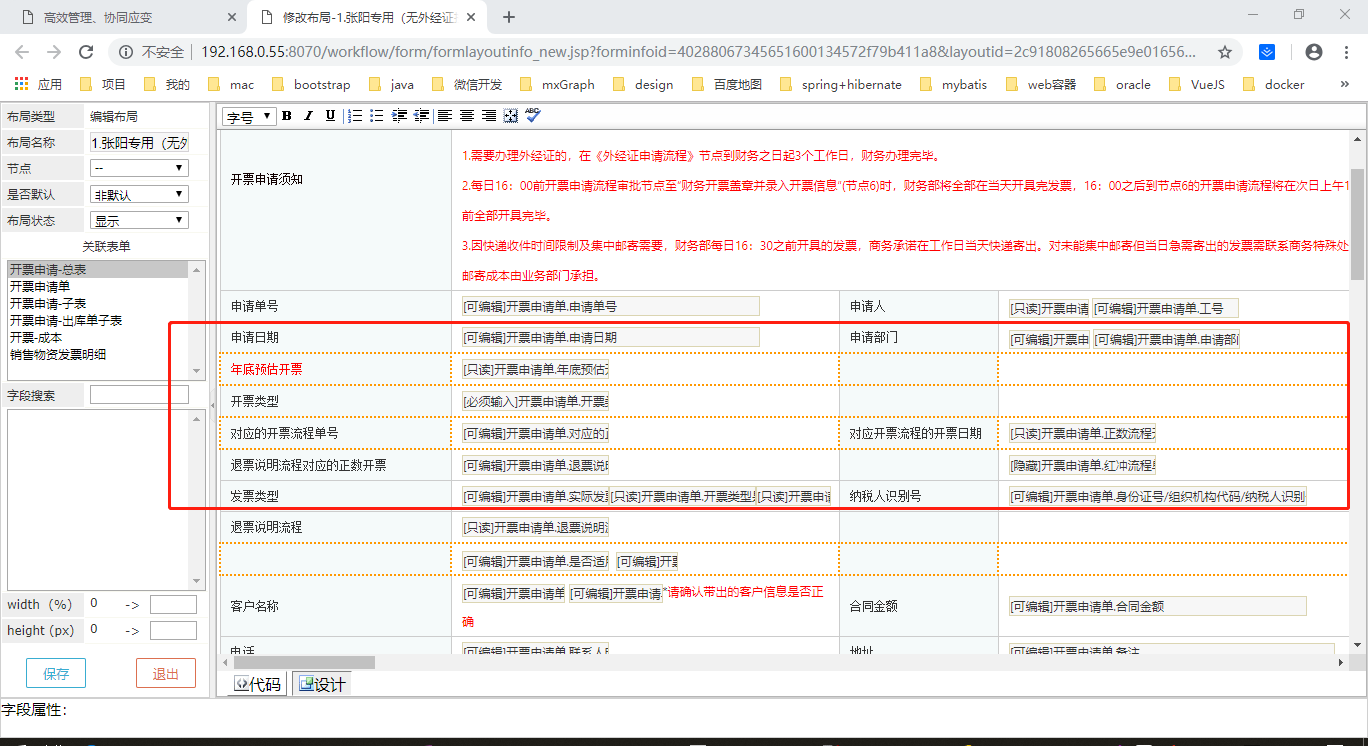 高效管理、协同应变
修改布局-1.张阳专用（无外经证
不安全
192.168.0.55:8070/workflow/form/formlayoutinfo_new.jsp?forminfoid=40288067345651600134572f79b411a8&layoutid=2c91808265665e9e01656...
应用 项目 我的 mac bootstrap java 微信开发 mxGraph design 百度地图 spring+hibernate mybatis web容器 oracle VueJS docker »
布局类型 编辑布局
布局名称 1.张阳专用（无外
节点 --
是否默认 非默认
布局状态 显示
关联表单
开票申请-总表
开票申请单
开票申请-子表
开票申请-出库单子表
开票-成本
销售物资发票明细
字段搜索
width（%） 0 ->
height (px) 0 ->
保存 退出
字号 B I U ABC
开票申请须知
1.需要办理外经证的，在《外经证申请流程》节点到财务之日起3个工作日，财务办理完毕。
2.每日16：00前开票申请流程审批节点至"财务开票盖章并录入开票信息"(节点6)时，财务部将全部在当天开具完发票，16：00之后到节点6的开票申请流程将在次日上午1
前全部开具完毕。
3.因快递收件时间限制及集中邮寄需要，财务部每日16：30之前开具的发票，商务承诺在工作日当天快递寄出。对未能集中邮寄但当日急需寄出的发票需联系商务特殊处
邮寄成本由业务部门承担。
申请单号 [可编辑]开票申请单.申请单号 申请人 [只读]开票申请 [可编辑]开票申请单.工号
申请日期 [可编辑]开票申请单.申请日期 申请部门 [可编辑]开票申 [可编辑]开票申请单.申请部门
年底预估开票 [只读]开票申请单.年底预估
开票类型 [必须输入]开票申请单.开票
对应的开票流程单号 [可编辑]开票申请单.对应的 对应开票流程的开票日期 [只读]开票申请单.正数流程
退票说明流程对应的正数开票 [可编辑]开票申请单.退票说 [隐藏]开票申请单.红冲流程
发票类型 [可编辑]开票申请单.实际发 [只读]开票申请单.开票类型 [只读]开票申请 纳税人识别号 [可编辑]开票申请单.身份证号/组织机构代码/纳税人识别
退票说明流程 [只读]开票申请单.退票说明
[可编辑]开票申请单.是否适 [可编辑]开
客户名称 [可编辑]开票申请单 [可编辑]开票申请单 *请确认带出的客户信息是否正
确
合同金额 [可编辑]开票申请单.合同金额
电话 [可编辑]开票申请单.联系人 地址 [可编辑]开票申请单.备注
代码 设计
字段属性: